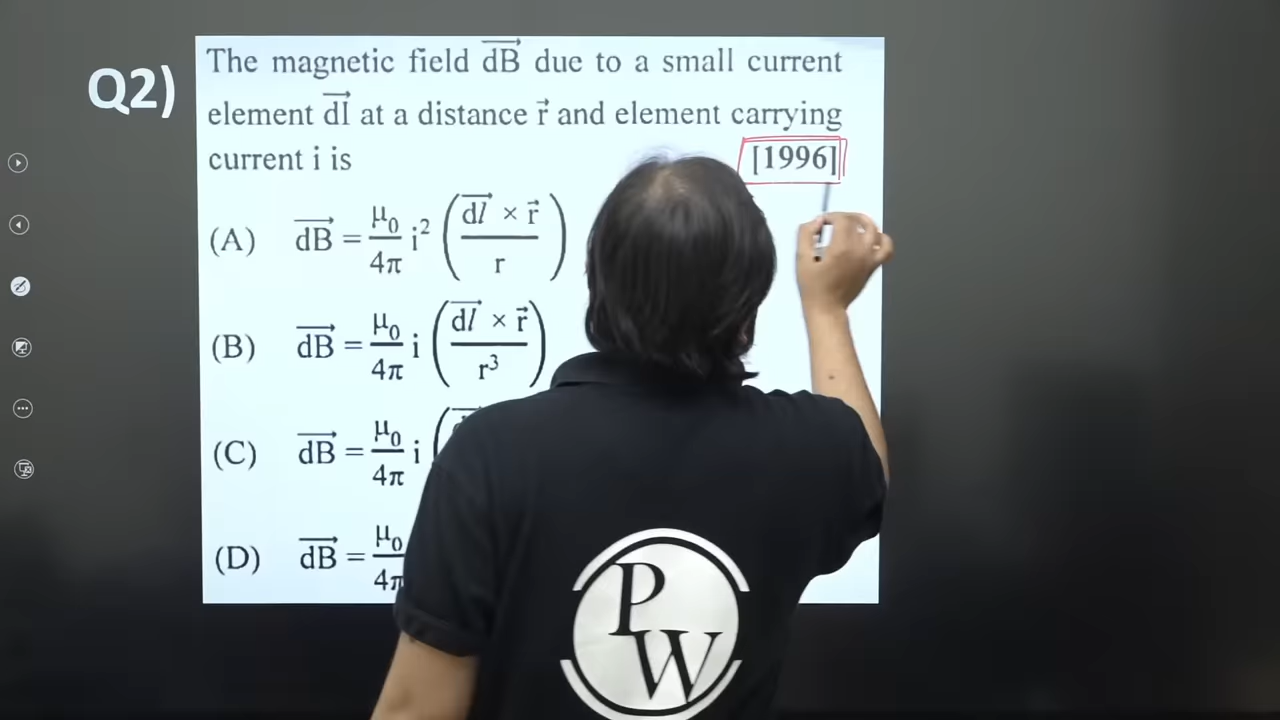 Q2)
The magnetic field dB⃗ due to a small current
element dl⃗ at a distance r⃗ and element carrying
current i is
[1996]
(A) dB⃗ = μ₀/4π i² (dl⃗ × r⃗ / r)
(B) dB⃗ = μ₀/4π i (dl⃗ × r⃗ / r³)
(C) dB⃗ = μ₀/4π i (
(D) dB⃗ = μ₀/4π
PW